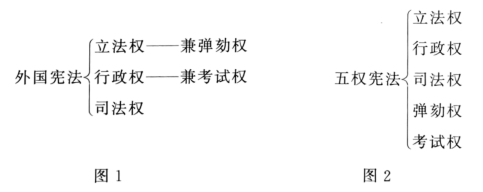 外国宪法
立法权——兼弹劾权
行政权——兼考试权
司法权
图1
五权宪法
立法权
行政权
司法权
弹劾权
考试权
图2